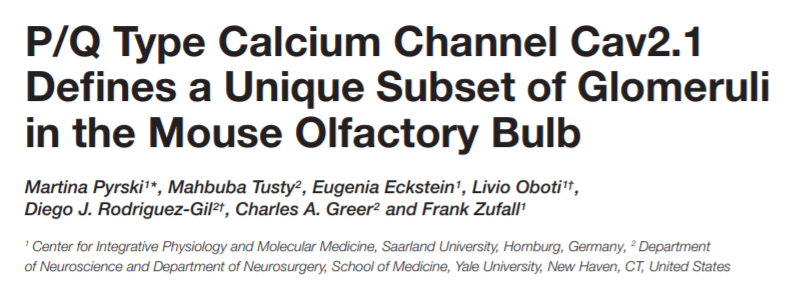 P/Q Type Calcium Channel Cav2.1
Defines a Unique Subset of Glomeruli
in the Mouse Olfactory Bulb
Martina Pyrski¹*, Mahbuba Tusty², Eugenia Eckstein¹, Livio Oboti¹†,
Diego J. Rodriguez-Gil²†, Charles A. Greer² and Frank Zufall¹
¹ Center for Integrative Physiology and Molecular Medicine, Saarland University, Homburg, Germany, ² Department
of Neuroscience and Department of Neurosurgery, School of Medicine, Yale University, New Haven, CT, United States